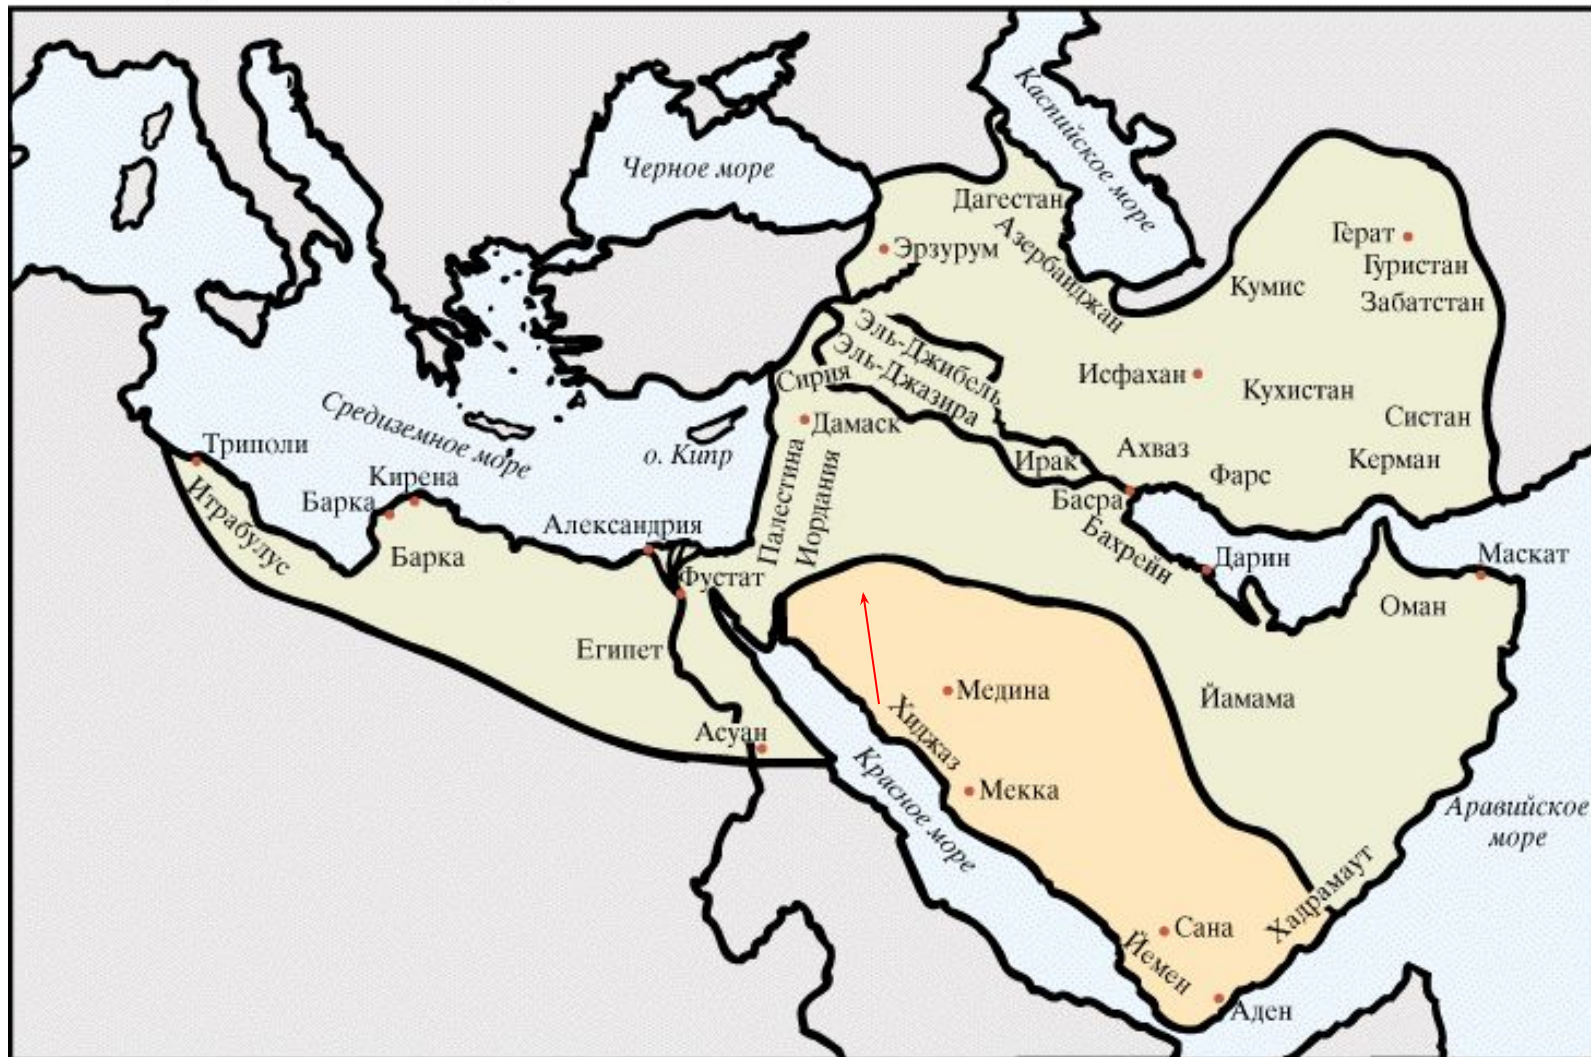 Каспийское море
Черное море
Дагестан
Азербайджан
Эрзурум
Герат
Гуристан
Забатстан
Кумис
Эль-Джибель
Эль-Джазира
Сирия
Исфахан
Кухистан
Систан
Средиземное море
Дамаск
о. Кипр
Триполи
Кирена
Барка
Итрабулус
Барка
Александрия
Палестина
Иордания
Ирак
Ахваз
Фарс
Керман
Басра
Бахрейн
Дарин
Маскат
Оман
Фустат
Египет
Асуан
Медина
Хиджаз
Йамама
Мекка
Красное море
Аравийское
море
Сана
Йемен
Хадрамаут
Аден